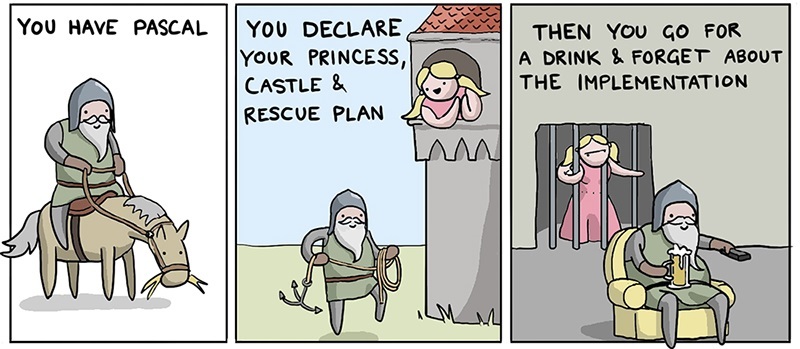 YOU HAVE PASCAL
YOU DECLARE
YOUR PRINCESS,
CASTLE &
RESCUE PLAN
THEN YOU GO FOR
A DRINK & FORGET ABOUT
THE IMPLEMENTATION